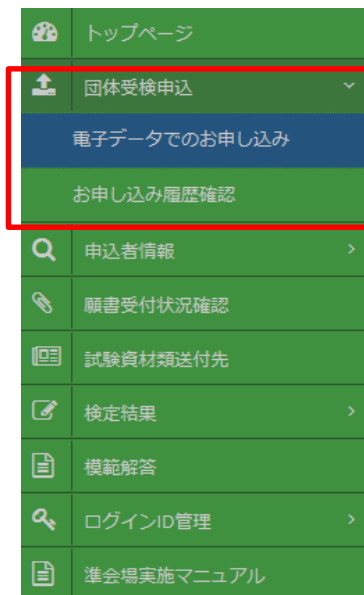 トップページ
団体受検申込
電子データでのお申し込み
お申し込み履歴確認
申込者情報
願書受付状況確認
試験資材類送付先
検定結果
模範解答
ログインID管理
準会場実施マニュアル